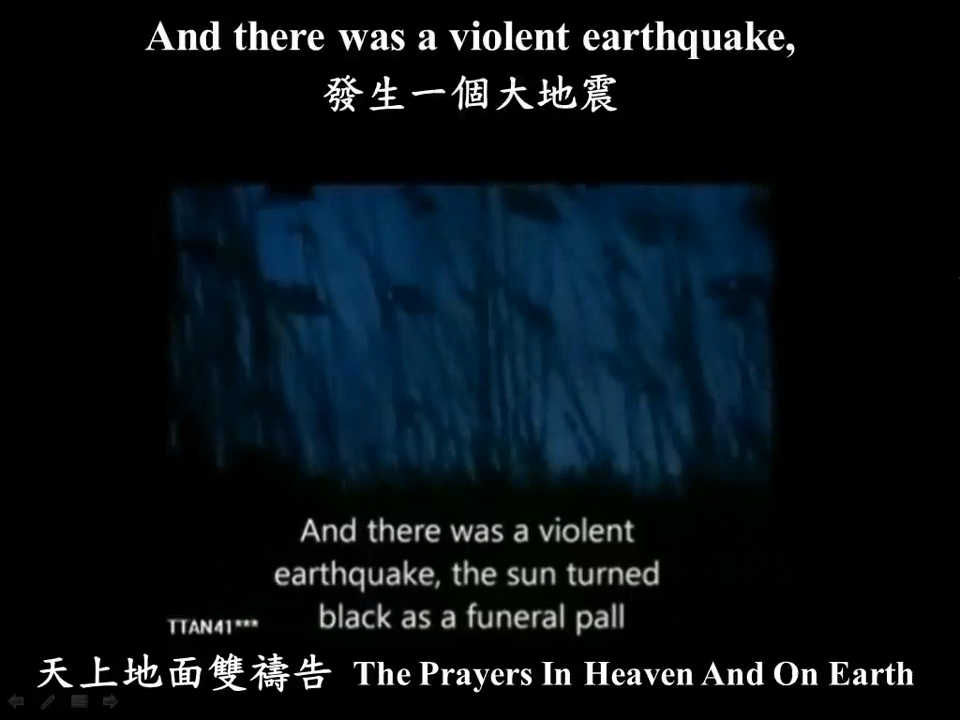 And there was a violent earthquake,
發生一個大地震
And there was a violent
earthquake, the sun turned
black as a funeral pall
TTAN41***
天上地面雙禱告 The Prayers In Heaven And On Earth